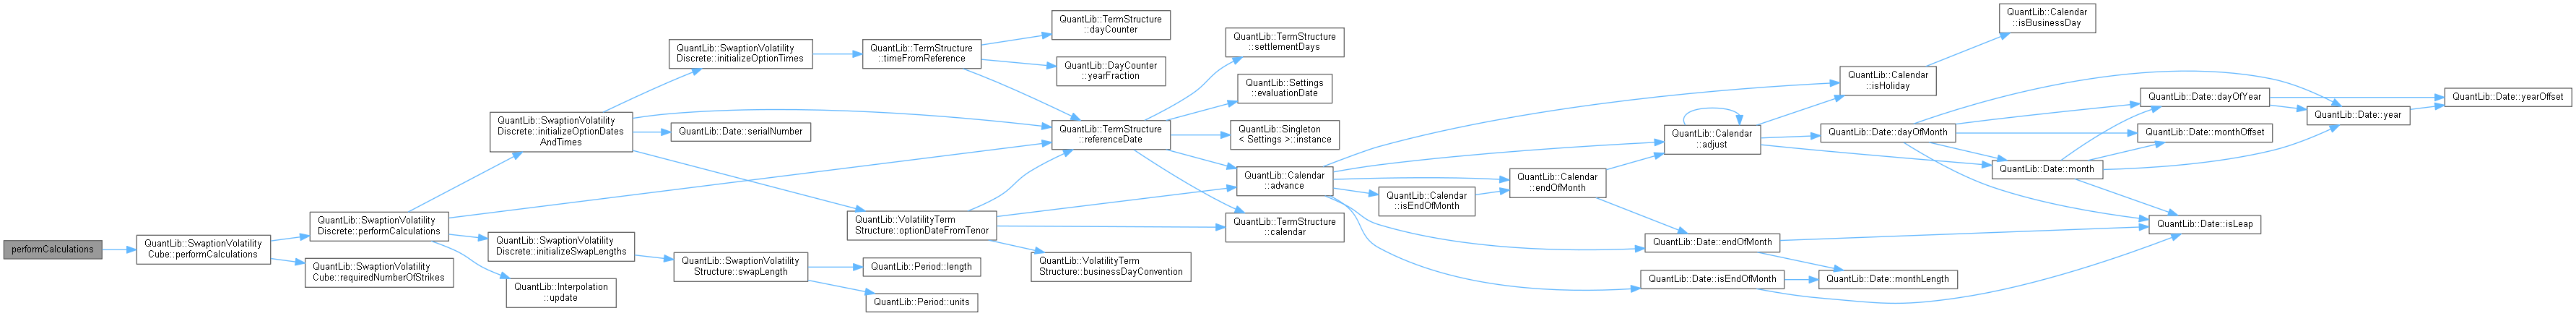 performCalculations
QuantLib::SwaptionVolatility
Cube::performCalculations
QuantLib::SwaptionVolatility
Discrete::performCalculations
QuantLib::SwaptionVolatility
Cube::requiredNumberOfStrikes
QuantLib::SwaptionVolatility
Discrete::initializeOptionDates
AndTimes
QuantLib::SwaptionVolatility
Discrete::initializeSwapLengths
QuantLib::Interpolation
::update
QuantLib::SwaptionVolatility
Discrete::initializeOptionTimes
QuantLib::Date::serialNumber
QuantLib::SwaptionVolatility
Structure::swapLength
QuantLib::TermStructure
::timeFromReference
QuantLib::VolatilityTerm
Structure::optionDateFromTenor
QuantLib::Period::length
QuantLib::Period::units
QuantLib::TermStructure
::dayCounter
QuantLib::DayCounter
::yearFraction
QuantLib::TermStructure
::referenceDate
QuantLib::VolatilityTerm
Structure::businessDayConvention
QuantLib::TermStructure
::settlementDays
QuantLib::Settings
::evaluationDate
QuantLib::Singleton
< Settings >::instance
QuantLib::Calendar
::advance
QuantLib::TermStructure
::calendar
QuantLib::Calendar
::isEndOfMonth
QuantLib::Calendar
::endOfMonth
QuantLib::Calendar
::adjust
QuantLib::Date::endOfMonth
QuantLib::Date::isEndOfMonth
QuantLib::Calendar
::isHoliday
QuantLib::Date::dayOfMonth
QuantLib::Date::monthLength
QuantLib::Calendar
::isBusinessDay
QuantLib::Date::month
QuantLib::Date::dayOfYear
QuantLib::Date::monthOffset
QuantLib::Date::isLeap
QuantLib::Date::year
QuantLib::Date::yearOffset